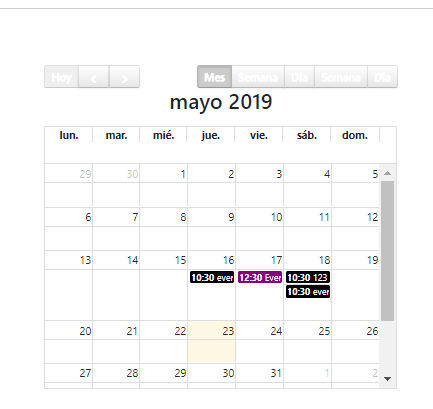 Hoy Mes Semana Día Semana Día
mayo 2019
lun. mar. mié. jue. vie. sáb. dom.
29 30 1 2 3 4 5
6 7 8 9 10 11 12
13 14 15 16 17 18 19
10:30 ever 12:30 Ever 10:30 123
10:30 ever
20 21 22 23 24 25 26
27 28 29 30 31 1 2